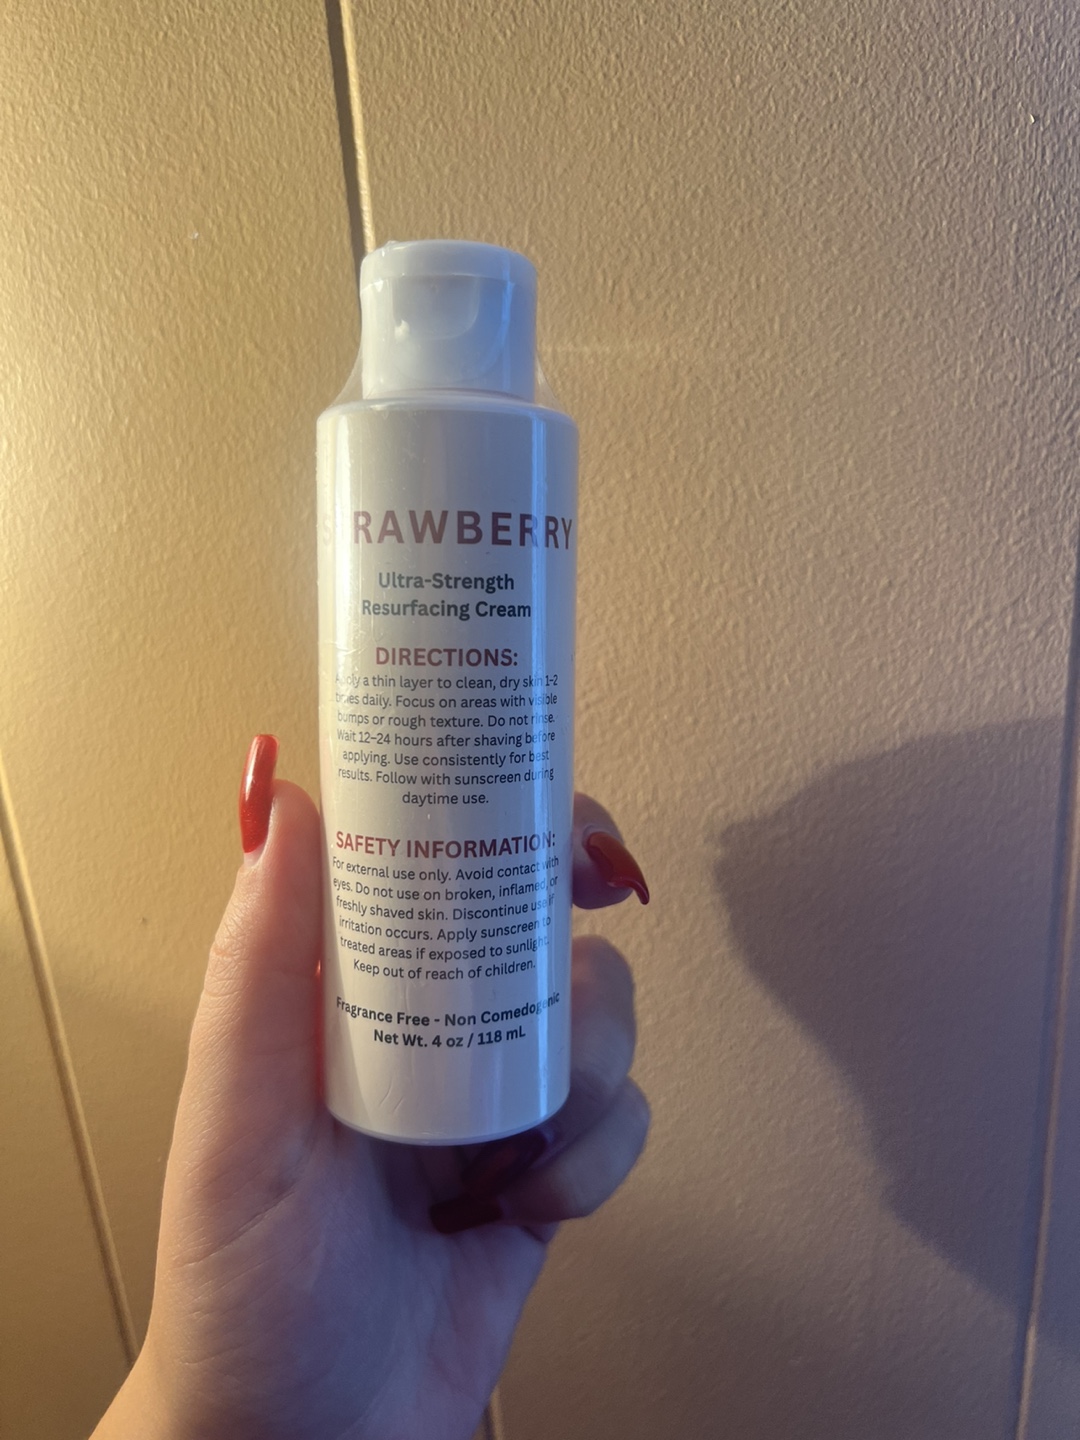 STRAWBERRY
Ultra-Strength
Resurfacing Cream
DIRECTIONS:
Apply a thin layer to clean, dry skin 1-2
times daily. Focus on areas with visible
bumps or rough texture. Do not rinse.
Wait 12-24 hours after shaving before
applying. Use consistently for best
results. Follow with sunscreen during
daytime use.
SAFETY INFORMATION:
For external use only. Avoid contact with
eyes. Do not use on broken, inflamed, or
freshly shaved skin. Discontinue use if
irritation occurs. Apply sunscreen to
treated areas if exposed to sunlight.
Keep out of reach of children.
Fragrance Free - Non Comedogenic
Net Wt. 4 oz / 118 mL